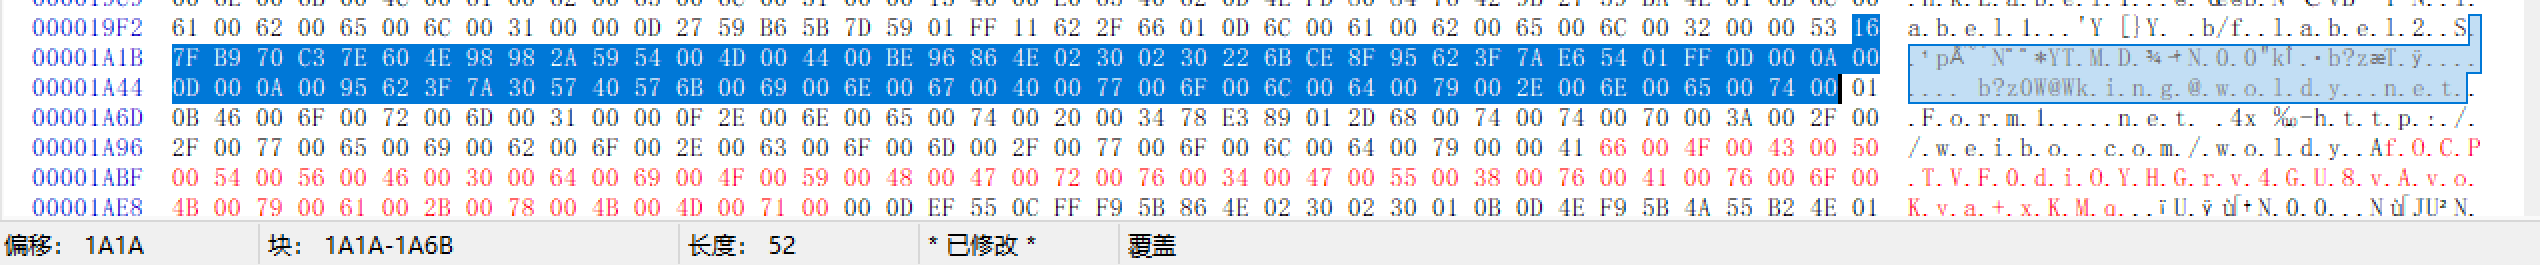 000019F2 61 00 62 00 65 00 6C 00 31 00 00 0D 27 59 B6 5B 7D 59 01 FF 11 62 2F 66 01 0D 6C 00 61 00 62 00 65 00 6C 00 32 00 00 53 16 a.b.e.l.1...'Y [}Y. .b/f.l.a.b.e.l.2..S.
00001A1B 7F B9 70 C3 7E 60 4E 98 98 2A 59 54 00 4D 00 44 00 BE 96 86 4E 02 30 02 30 22 6B CE 8F 95 62 3F 7A E6 54 01 FF 0D 00 0A 00
00001A44 0D 00 0A 00 95 62 3F 7A 30 57 40 57 6B 00 69 00 6E 00 67 00 40 00 77 00 6F 00 6C 00 64 00 79 00 2E 00 6E 00 65 00 74 00 01 .... b?z0W@Wk.i.n.g.@.w.o.l.d.y...n.e.t..
00001A6D 0B 46 00 6F 00 72 00 6D 00 31 00 00 0F 2E 00 6E 00 65 00 74 00 20 00 34 78 E3 89 01 2D 68 00 74 00 74 00 70 00 3A 00 2F 00 .F.o.r.m.1.....n.e.t. .4x ‰.-h.t.t.p.:./.
00001A96 2F 00 77 00 65 00 69 00 62 00 6F 00 2E 00 63 00 6F 00 6D 00 2F 00 77 00 6F 00 6C 00 64 00 79 00 00 41 66 00 4F 00 43 00 50 /.w.e.i.b.o...c.o.m./.w.o.l.d.y..Af.O.C.P
00001ABF 00 54 00 56 00 46 00 30 00 64 00 69 00 4F 00 59 00 48 00 47 00 72 00 76 00 34 00 47 00 55 00 38 00 76 00 41 00 76 00 6F 00 .T.V.F.0.d.i.O.Y.H.G.r.v.4.G.U.8.v.A.v.o.
00001AE8 4B 00 79 00 61 00 2B 00 78 00 4B 00 4D 00 71 00 00 0D EF 55 0C FF F9 5B 86 4E 02 30 02 30 01 0B 0D 4E F9 5B 4A 55 B2 4E 01
偏移: 1A1A 块: 1A1A-1A6B 长度: 52 * 已修改 * 覆盖